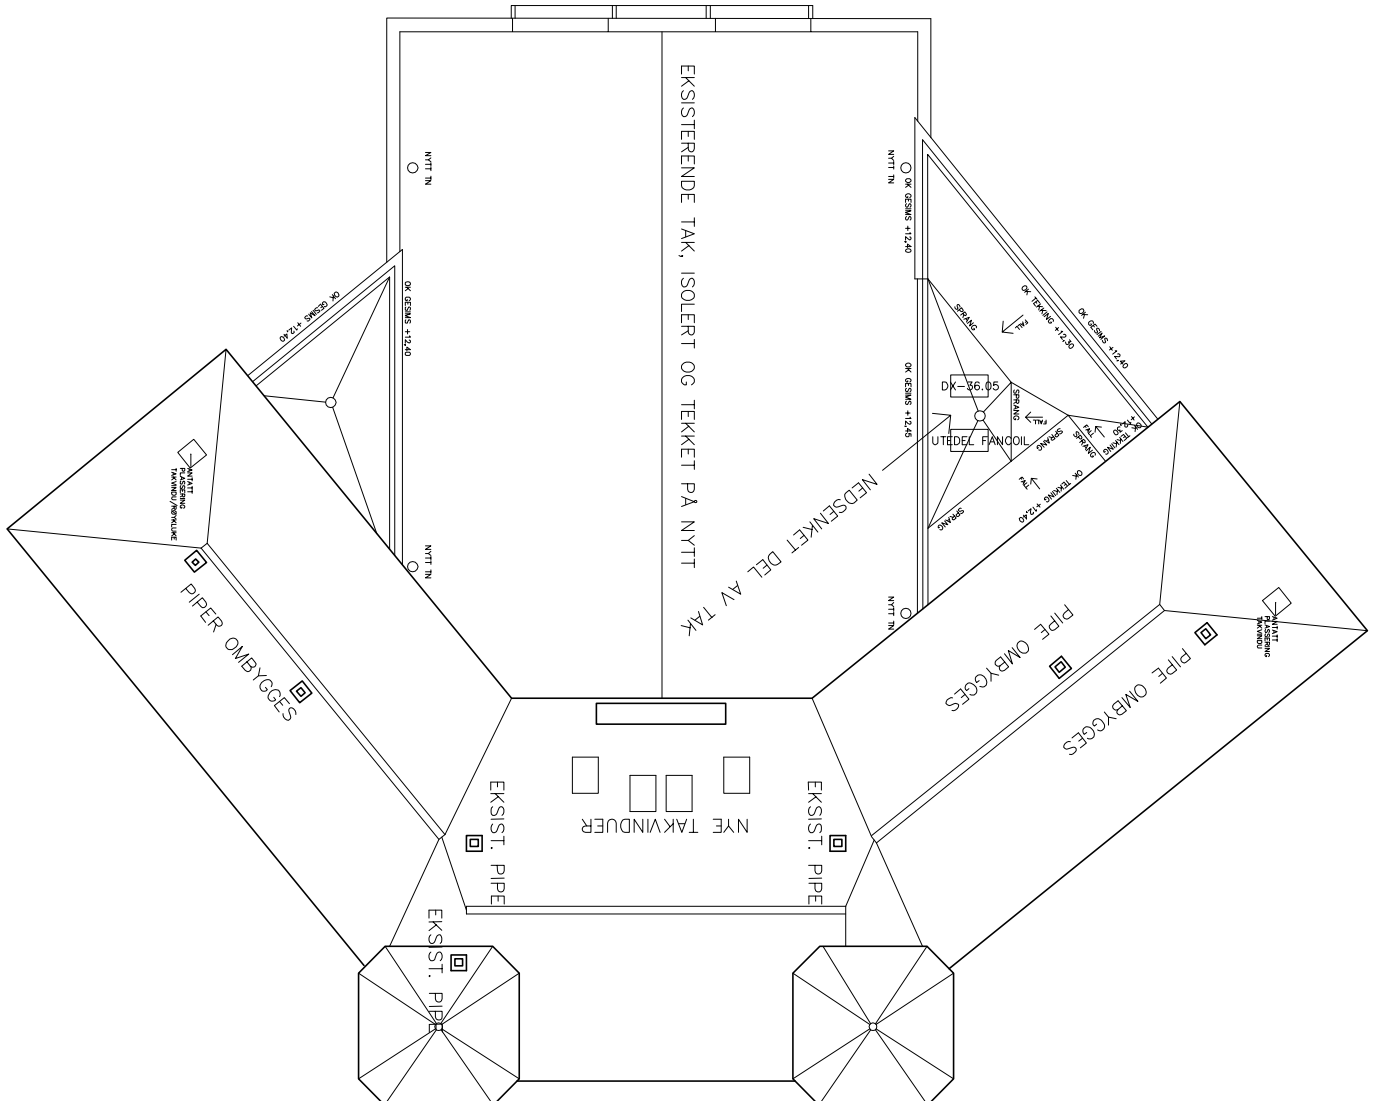 EKSISTERENDE TAK, ISOLERT OG TEKKET PÅ NYTT
NYTT TN
NYTT TN
OK GESIMS +12,40
OK GESIMS +12,40
OK GESIMS +12,40
OK GESIMS +12,40
OK TEKKING +12,30
FALL
SPRANG
DX-36.05
SPRANG
FALL
OK GESIMS +12,45
UTEDEL FANCOIL
SPRANG
SPRANG
FALL
OK TEKKING
+12,30
FALL
OK TEKKING +12,40
SPRANG
NEDSENKET DEL AV TAK
ANTATT
PLASSERING
TAKVINDU/RØYKLUKE
NYTT TN
NYTT TN
PIPER OMBYGGES
PIPE OMBYGGES
PIPE OMBYGGES
ANTATT
PLASSERING
TAKVINDU
EKSIST. PIPE
NYE TAKVINDUER
EKSIST. PIPE
EKSIST. PIPE